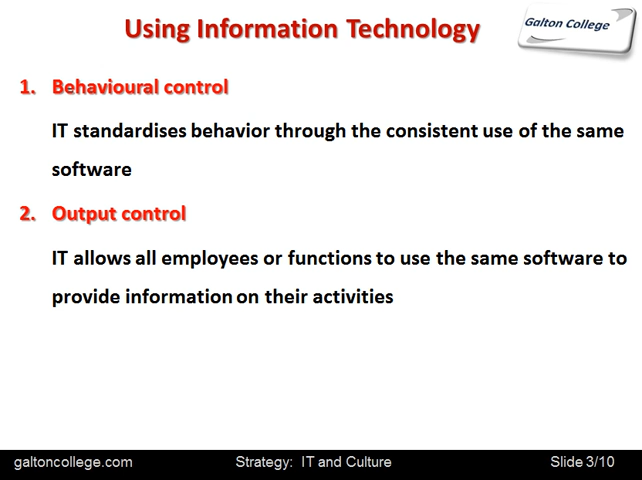 Using Information Technology
Galton College
1. Behavioural control
IT standardises behavior through the consistent use of the same
software
2. Output control
IT allows all employees or functions to use the same software to
provide information on their activities
galtoncollege.com
Strategy: IT and Culture
Slide 3/10